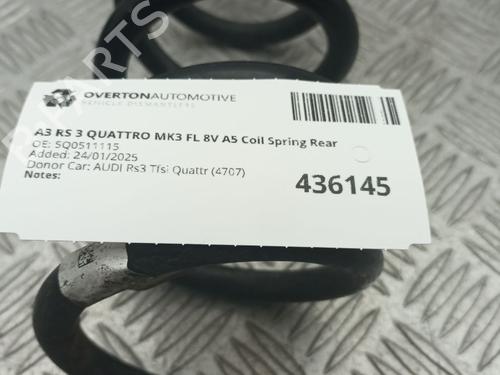 OVERTONAUTOMOTIVE
VEHICLE DISMANTLERS
A3 RS 3 QUATTRO MK3 FL 8V A5 Coil Spring Rear
OE: 5Q0511115
Added: 24/01/2025
Donor Car: AUDI Rs3 Tfsi Quattr (4707)
Notes:
436145